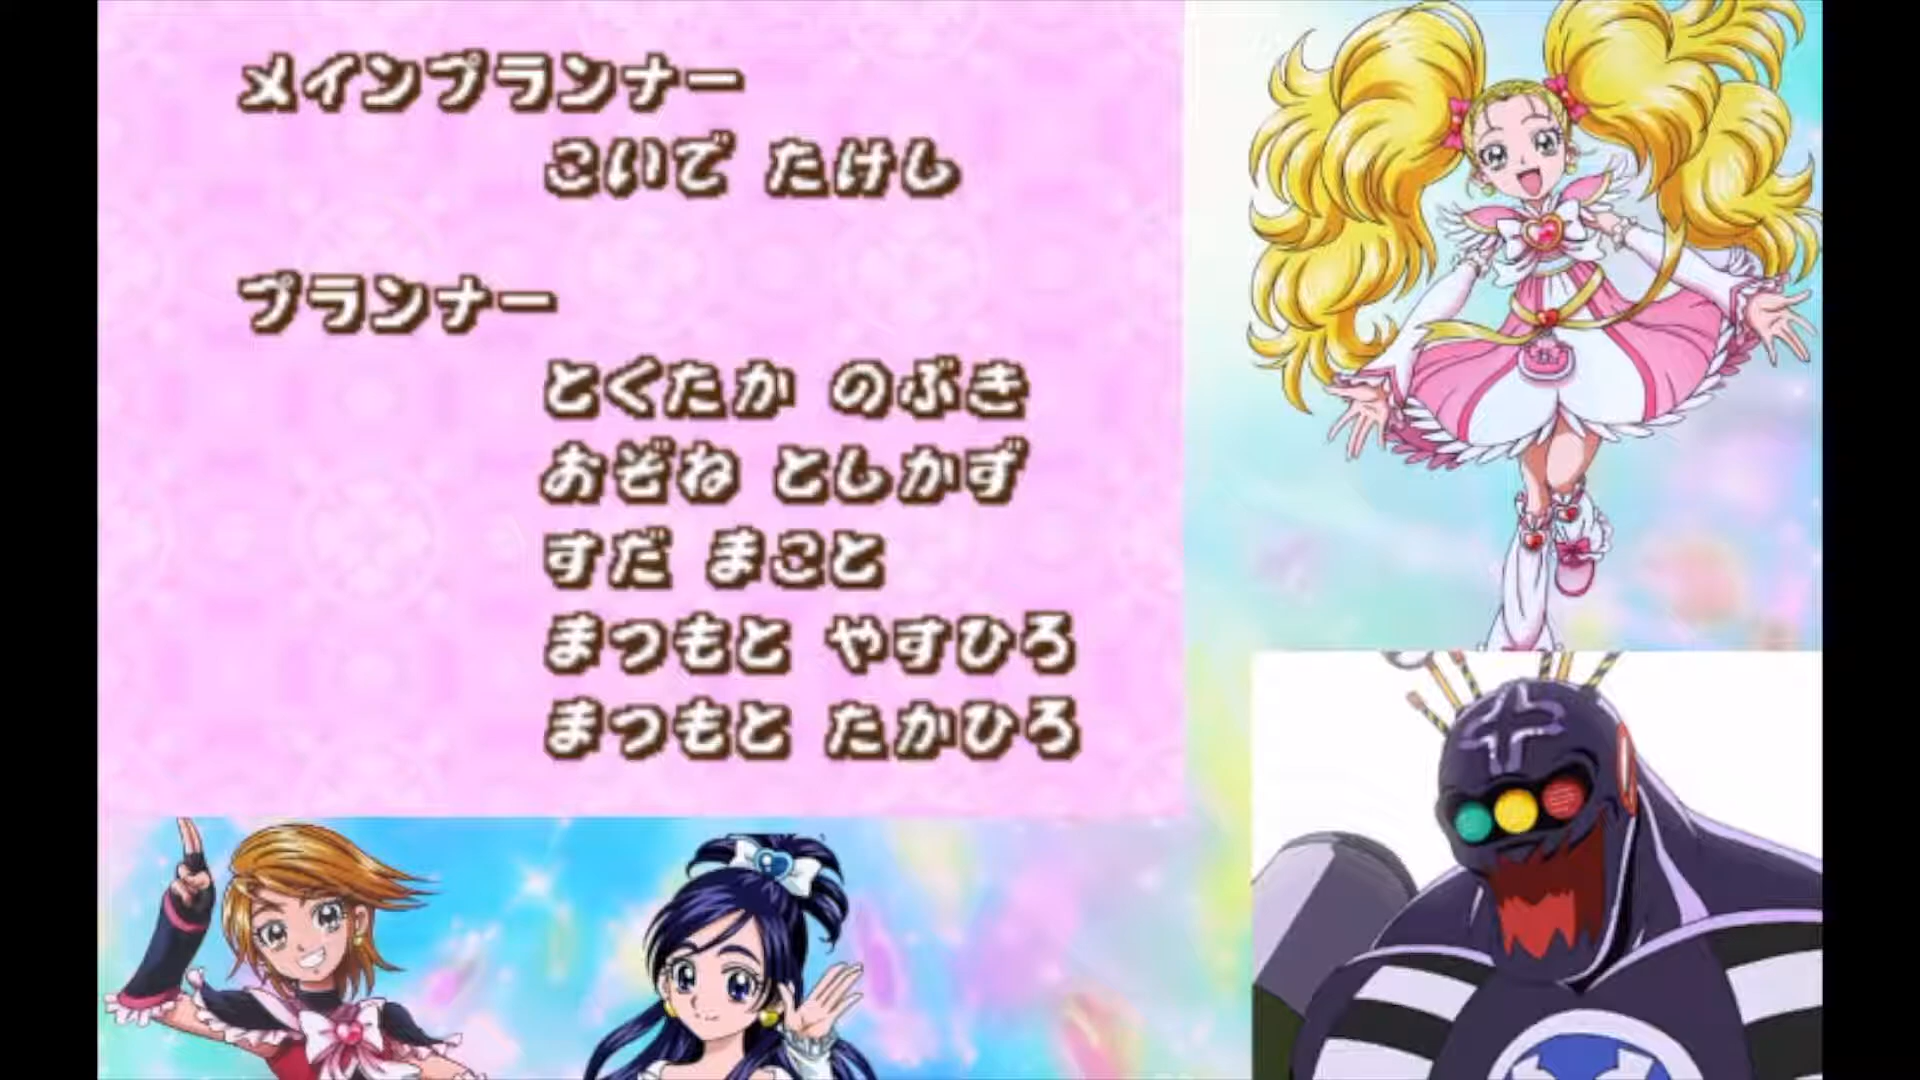 メインプランナー
こいで たけし
プランナー
とくたか のぶき
おぞね としかず
すだ まこと
まつもと やすひろ
まつもと たかひろ